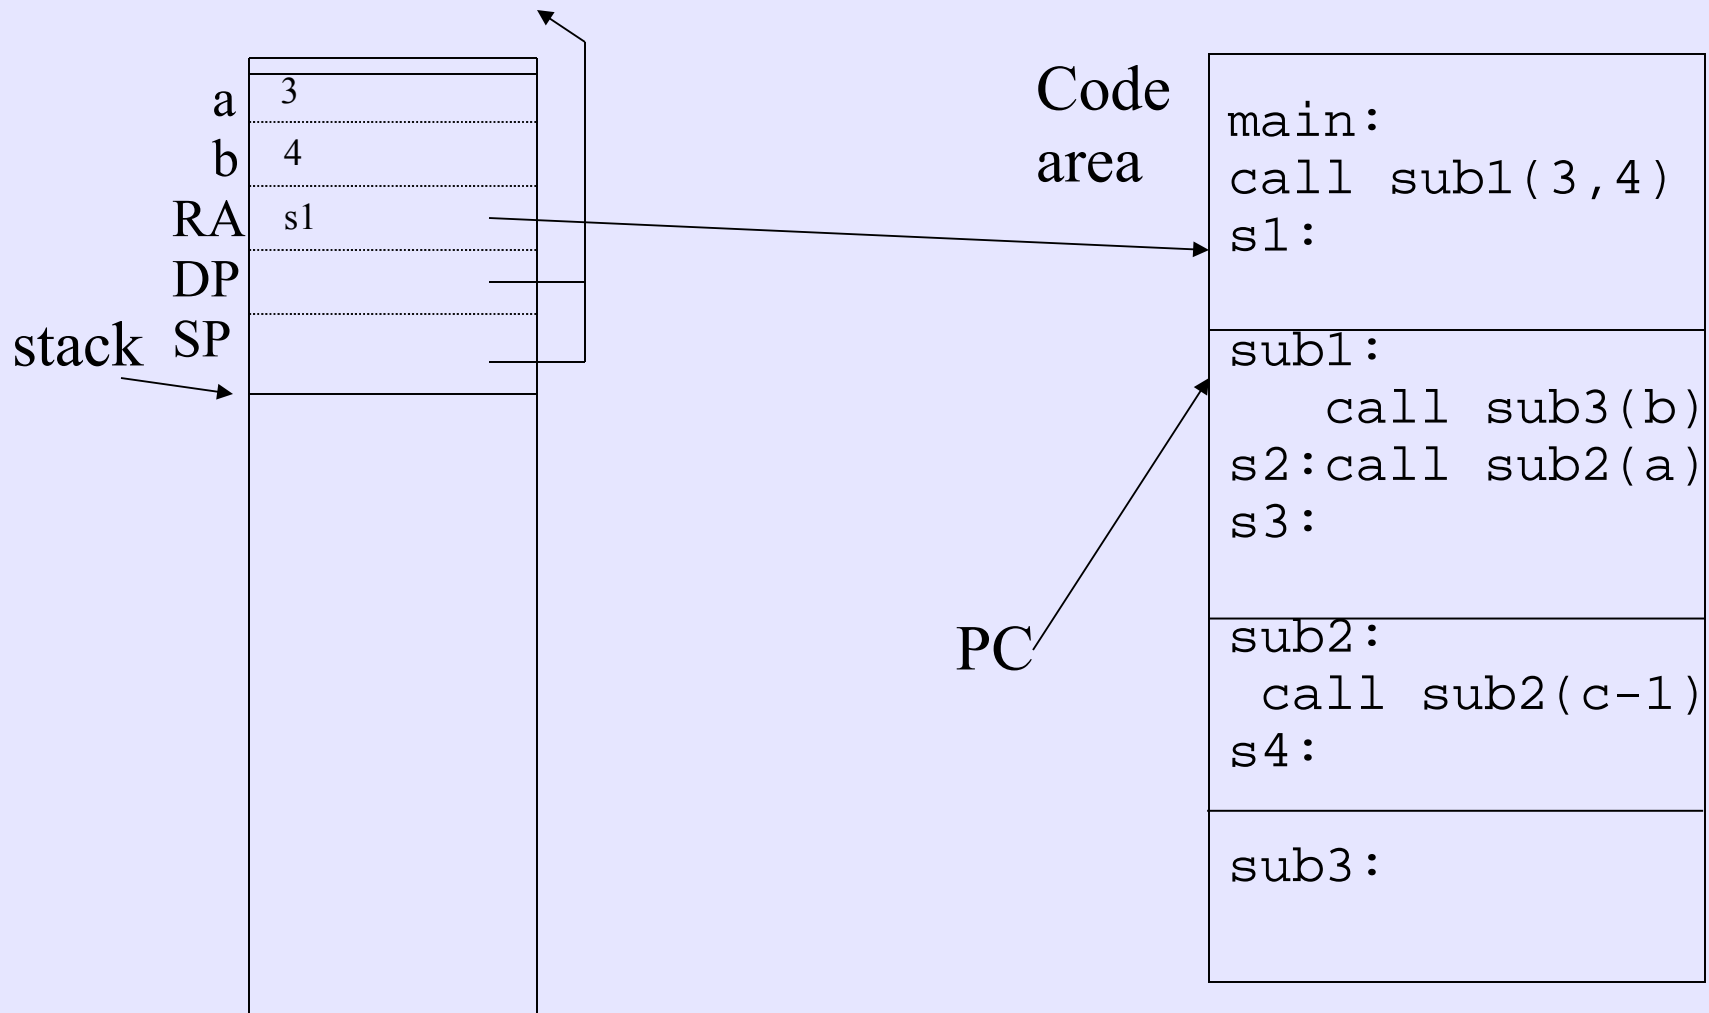 a 3
b 4
RA s1
DP
SP
stack
Code
area
PC
main:
call sub1(3,4)
s1:
sub1:
call sub3(b)
s2:call sub2(a)
s3:
sub2:
call sub2(c-1)
s4:
sub3: